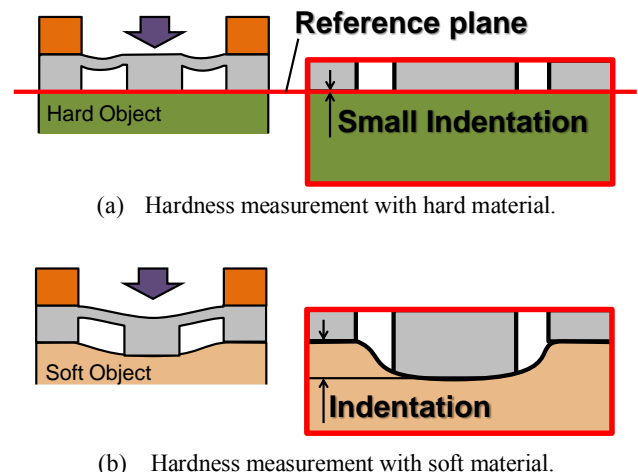 Reference plane
Hard Object
Small Indentation
(a) Hardness measurement with hard material.
Soft Object
Indentation
(b) Hardness measurement with soft material.